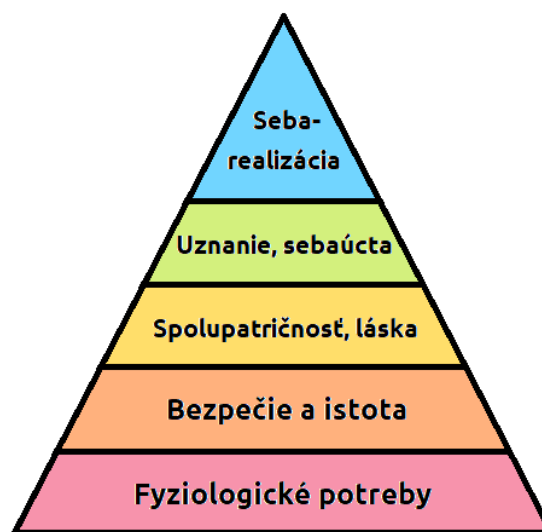 Seba-
realizácia
Uznanie, sebaúcta
Spolupatričnosť, láska
Bezpečie a istota
Fyziologické potreby